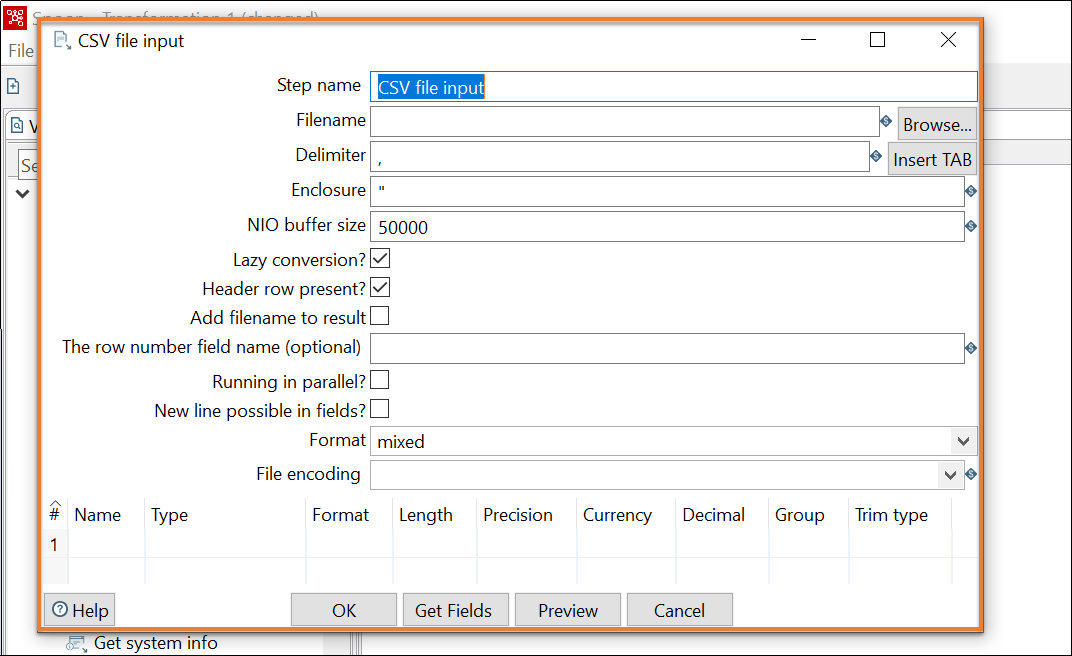 Spoon - Transformation 1 (changed)
File
CSV file input
Step name CSV file input
Filename Browse...
Delimiter , Insert TAB
Enclosure "
NIO buffer size 50000
Lazy conversion?
Header row present?
Add filename to result
The row number field name (optional)
Running in parallel?
New line possible in fields?
Format mixed
File encoding
# Name Type Format Length Precision Currency Decimal Group Trim type
1
Help OK Get Fields Preview Cancel
Get system info